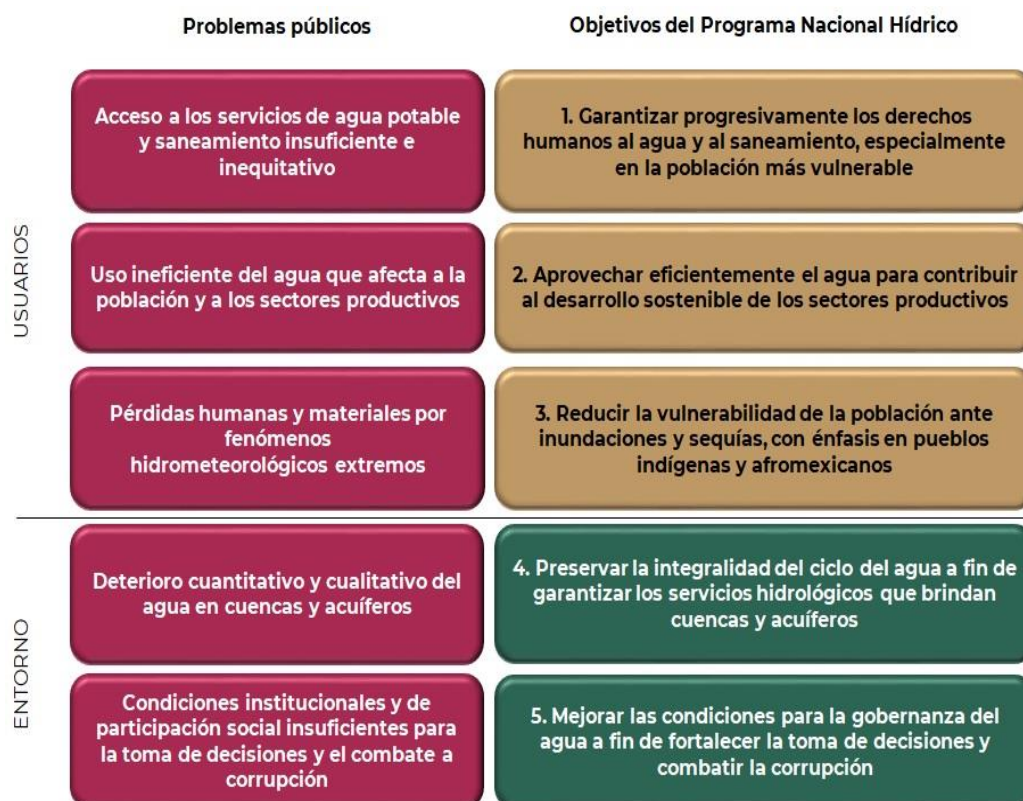 Problemas públicos
Objetivos del Programa Nacional Hídrico
USUARIOS
Acceso a los servicios de agua potable
y saneamiento insuficiente e
inequitativo
1. Garantizar progresivamente los derechos
humanos al agua y al saneamiento, especialmente
en la población más vulnerable
Uso ineficiente del agua que afecta a la
población y a los sectores productivos
2. Aprovechar eficientemente el agua para contribuir
al desarrollo sostenible de los sectores productivos
Pérdidas humanas y materiales por
fenómenos
hidrometeorológicos extremos
3. Reducir la vulnerabilidad de la población ante
inundaciones y sequías, con énfasis en pueblos
indígenas y afromexicanos
ENTORNO
Deterioro cuantitativo y cualitativo del
agua en cuencas y acuíferos
4. Preservar la integralidad del ciclo del agua a fin de
garantizar los servicios hidrológicos que brindan
cuencas y acuíferos
Condiciones institucionales y de
participación social insuficientes para
la toma de decisiones y el combate a
corrupción
5. Mejorar las condiciones para la gobernanza del
agua a fin de fortalecer la toma de decisiones y
combatir la corrupción